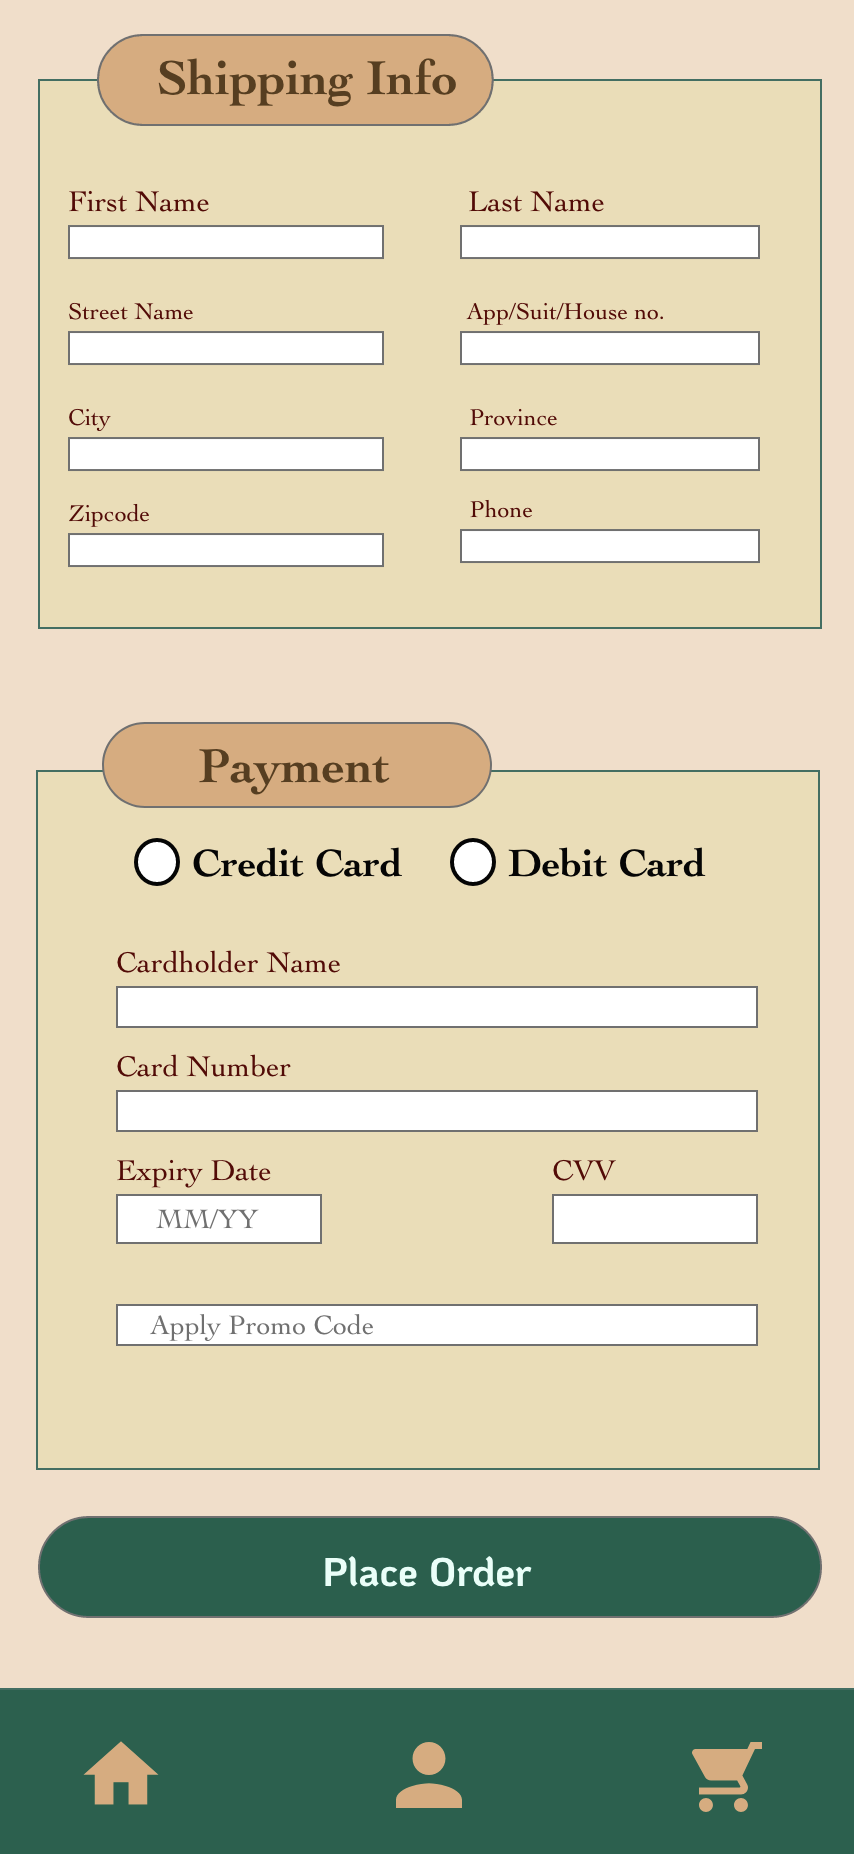 Shipping Info
First Name
Last Name
Street Name
App/Suit/House no.
City
Province
Zipcode
Phone
Payment
Credit Card
Debit Card
Cardholder Name
Card Number
Expiry Date
CVV
MM/YY
Apply Promo Code
Place Order